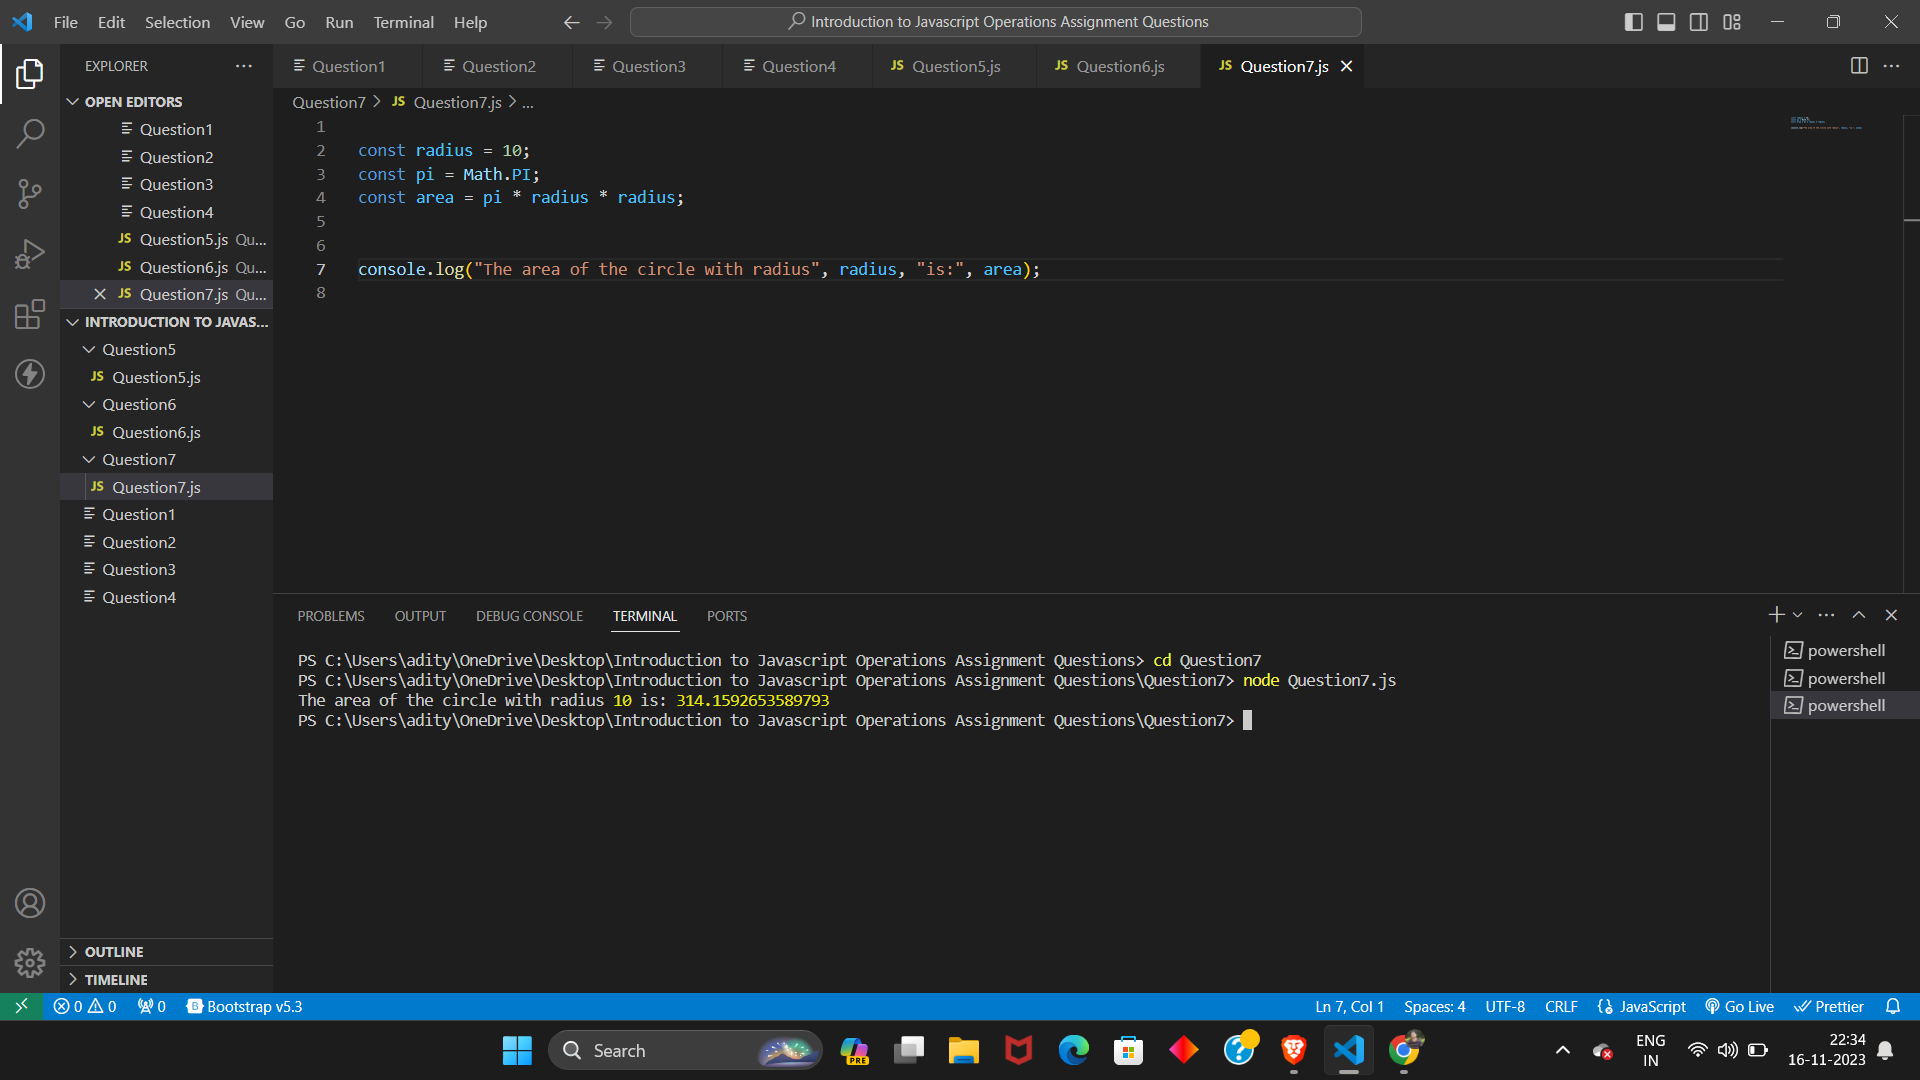 File Edit Selection View Go Run Terminal Help
Introduction to Javascript Operations Assignment Questions
EXPLORER
Question1 Question2 Question3 Question4 JS Question5.js JS Question6.js JS Question7.js
OPEN EDITORS
Question1
Question2
Question3
Question4
JS Question5.js Qu...
JS Question6.js Qu...
JS Question7.js Qu...
INTRODUCTION TO JAVAS...
Question5
JS Question5.js
Question6
JS Question6.js
Question7
JS Question7.js
Question1
Question2
Question3
Question4
OUTLINE
TIMELINE
Question7 > JS Question7.js > ...
1
2 const radius = 10;
3 const pi = Math.PI;
4 const area = pi * radius * radius;
5
6
7 console.log("The area of the circle with radius", radius, "is:", area);
8
PROBLEMS OUTPUT DEBUG CONSOLE TERMINAL PORTS
PS C:\Users\adity\OneDrive\Desktop\Introduction to Javascript Operations Assignment Questions> cd Question7
PS C:\Users\adity\OneDrive\Desktop\Introduction to Javascript Operations Assignment Questions\Question7> node Question7.js
The area of the circle with radius 10 is: 314.1592653589793
PS C:\Users\adity\OneDrive\Desktop\Introduction to Javascript Operations Assignment Questions\Question7>
powershell
powershell
powershell
0 0 0 Bootstrap v5.3
Ln 7, Col 1 Spaces: 4 UTF-8 CRLF {} JavaScript Go Live Prettier
Search
PRE
ENG
IN
22:34
16-11-2023